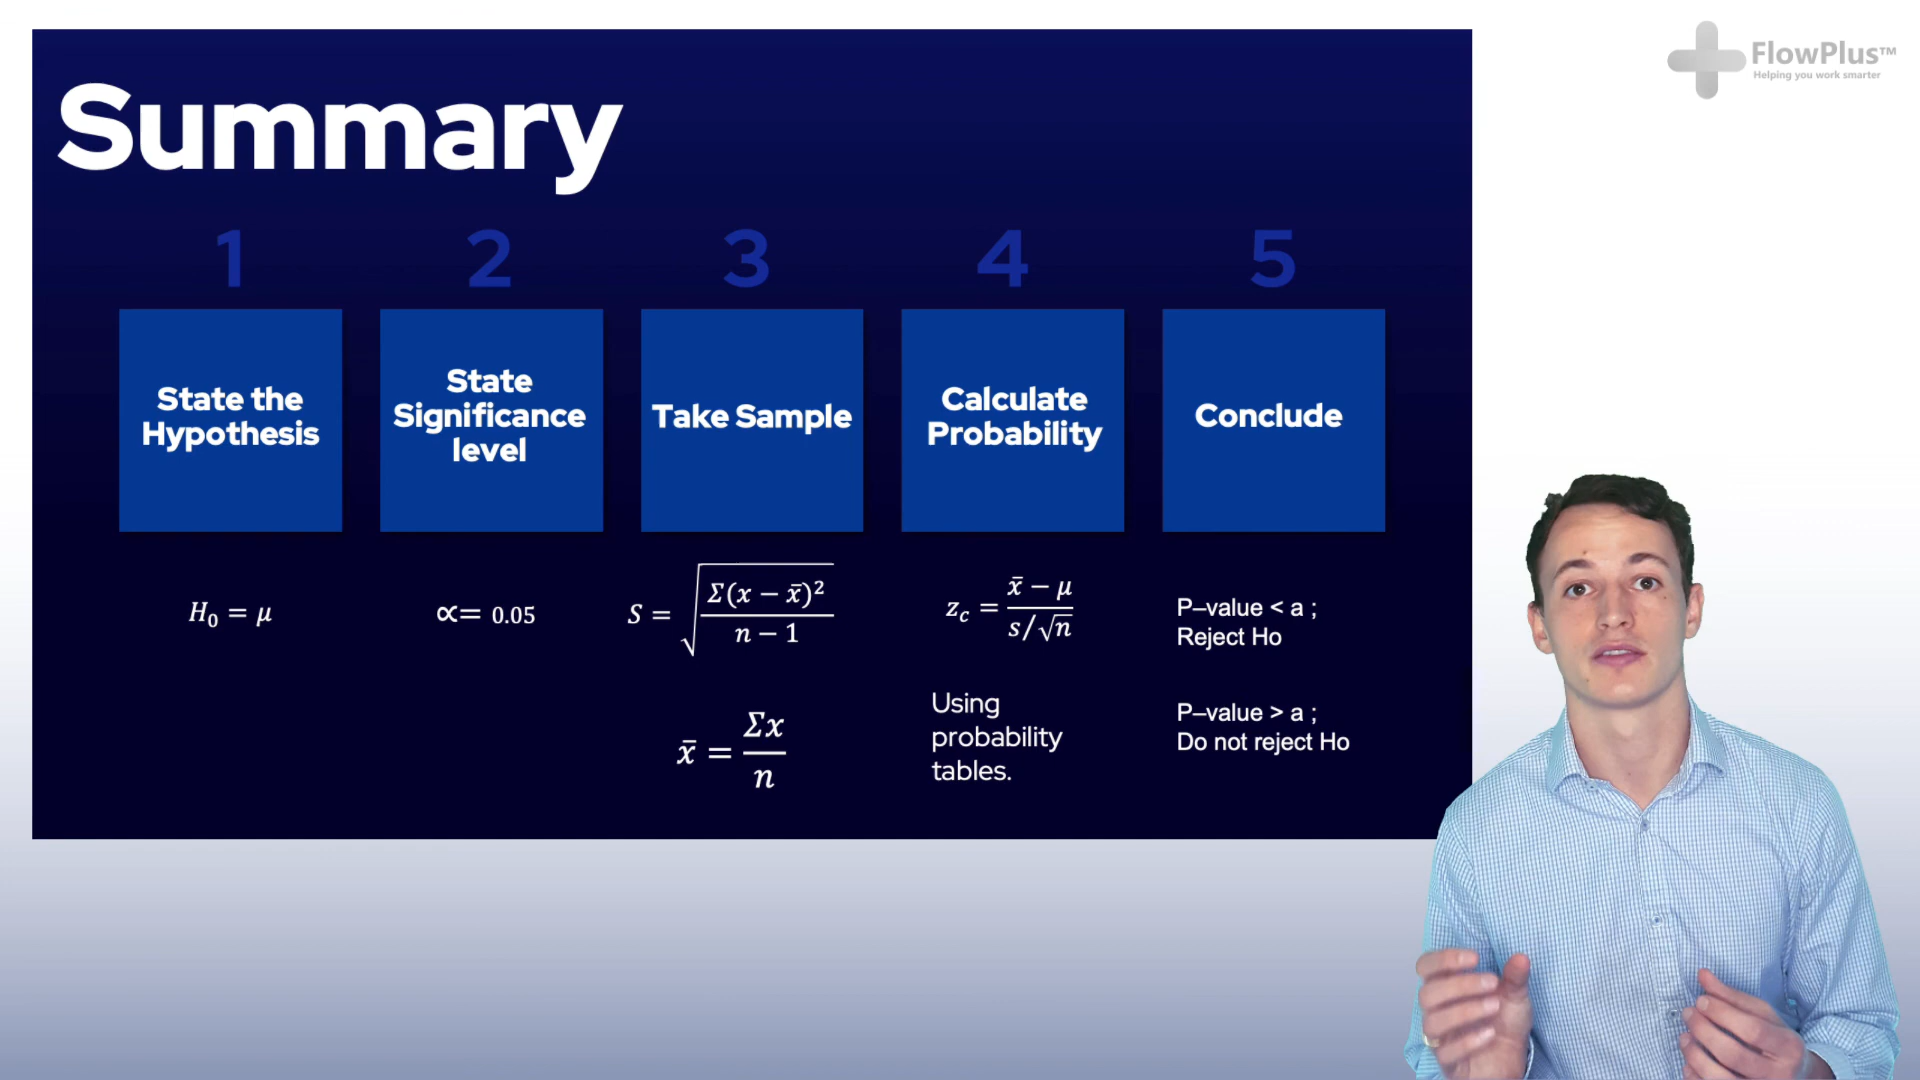 Summary
FlowPlus™
Helping you work smarter
1
2
3
4
5
State the
Hypothesis
State
Significance
level
Take Sample
Calculate
Probability
Conclude
H₀ = μ
∝= 0.05
S = √(Σ(x − x̄)² / (n − 1))
x̄ = Σx / n
z_c = (x̄ − μ) / (s/√n)
Using
probability
tables.
P–value < a ;
Reject Ho
P–value > a ;
Do not reject Ho